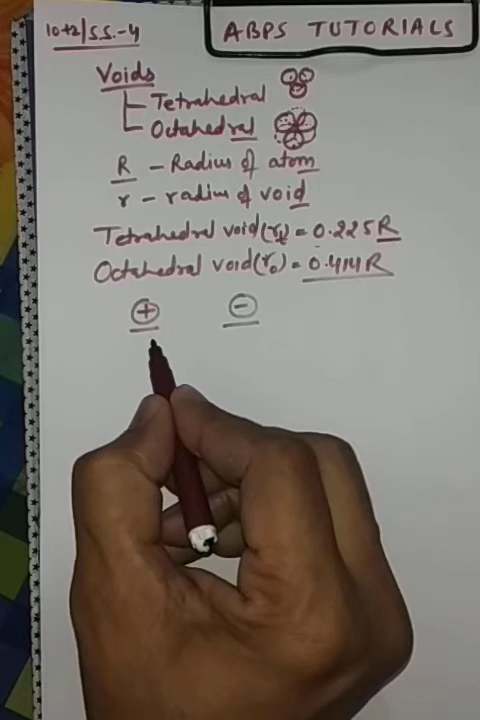 10+2/S.S.-4
ABPS TUTORIALS
Voids
Tetrahedral
Octahedral
R - Radius of atom
r - radius of void
Tetrahedral void(rt) = 0.225R
Octahedral void(ro) = 0.414R
+ -